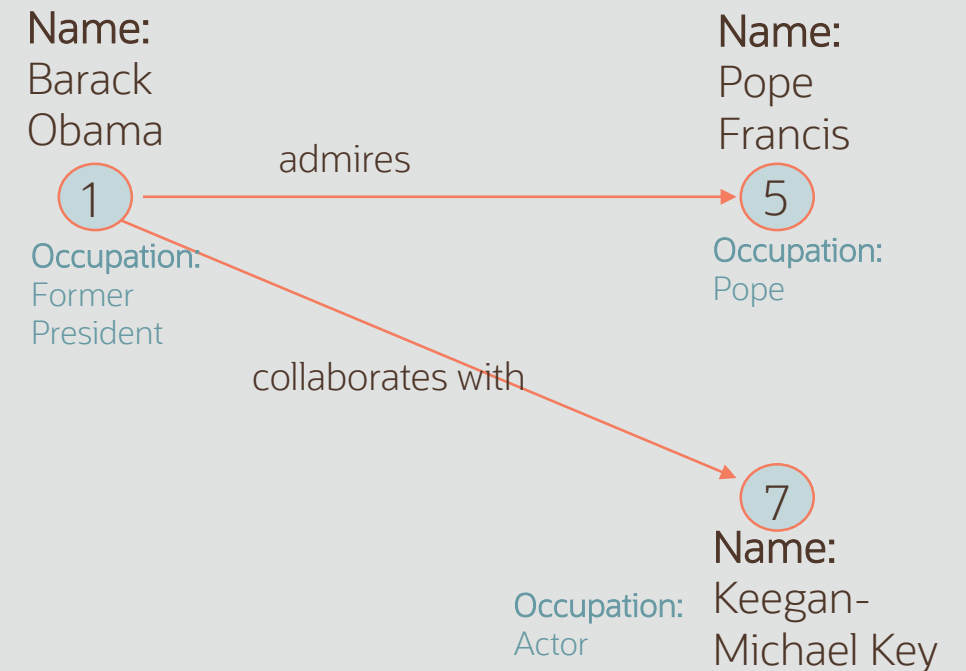 Name:
Barack
Obama
1
Occupation:
Former
President
admires
Name:
Pope
Francis
5
Occupation:
Pope
collaborates with
7
Name:
Keegan-
Michael Key
Occupation:
Actor